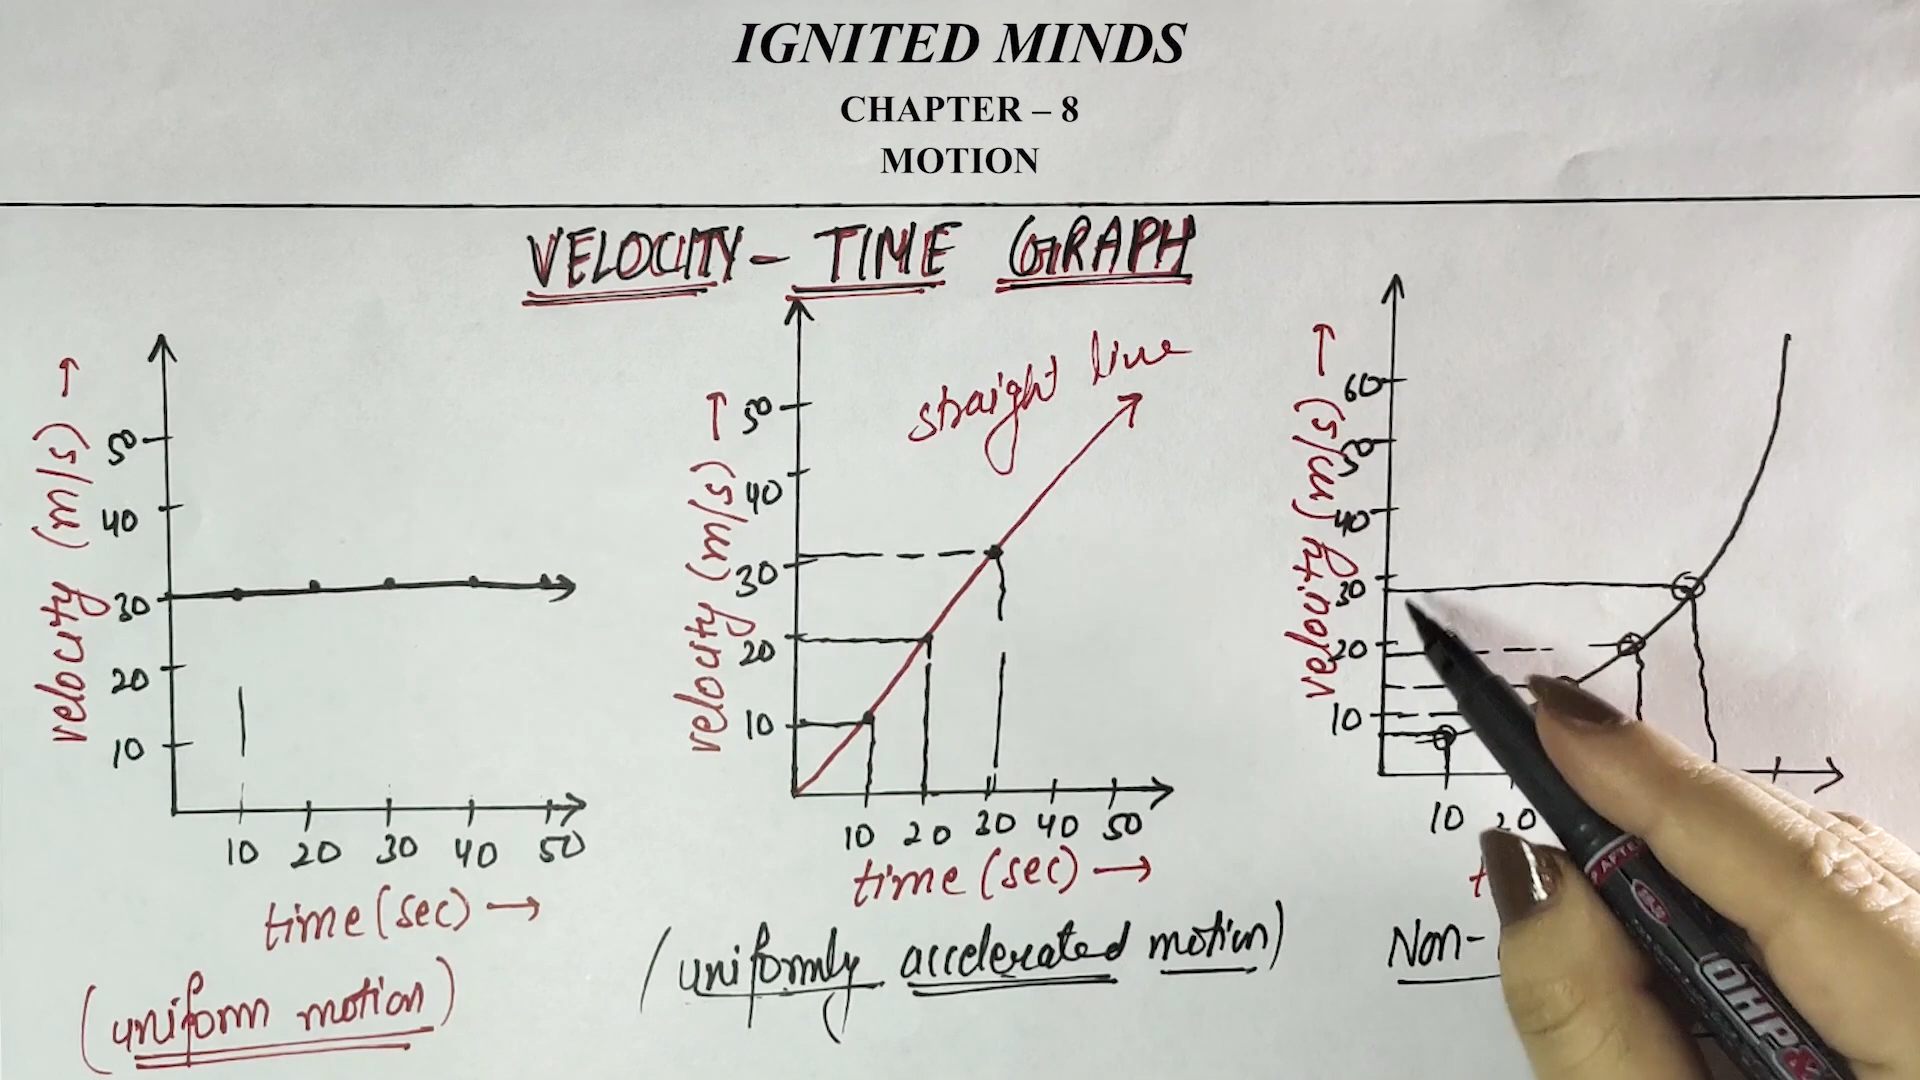 IGNITED MINDS
CHAPTER – 8
MOTION
VELOCITY - TIME GRAPH
velocity (m/s) →
50
40
30
20
10
10 20 30 40 50
time (sec) →
(uniform motion)
straight line
velocity (m/s) →
50
40
30
20
10
10 20 30 40 50
time (sec) →
(uniformly accelerated motion)
velocity (m/s) →
60
50
40
30
20
10
10 20
Non-
OHP